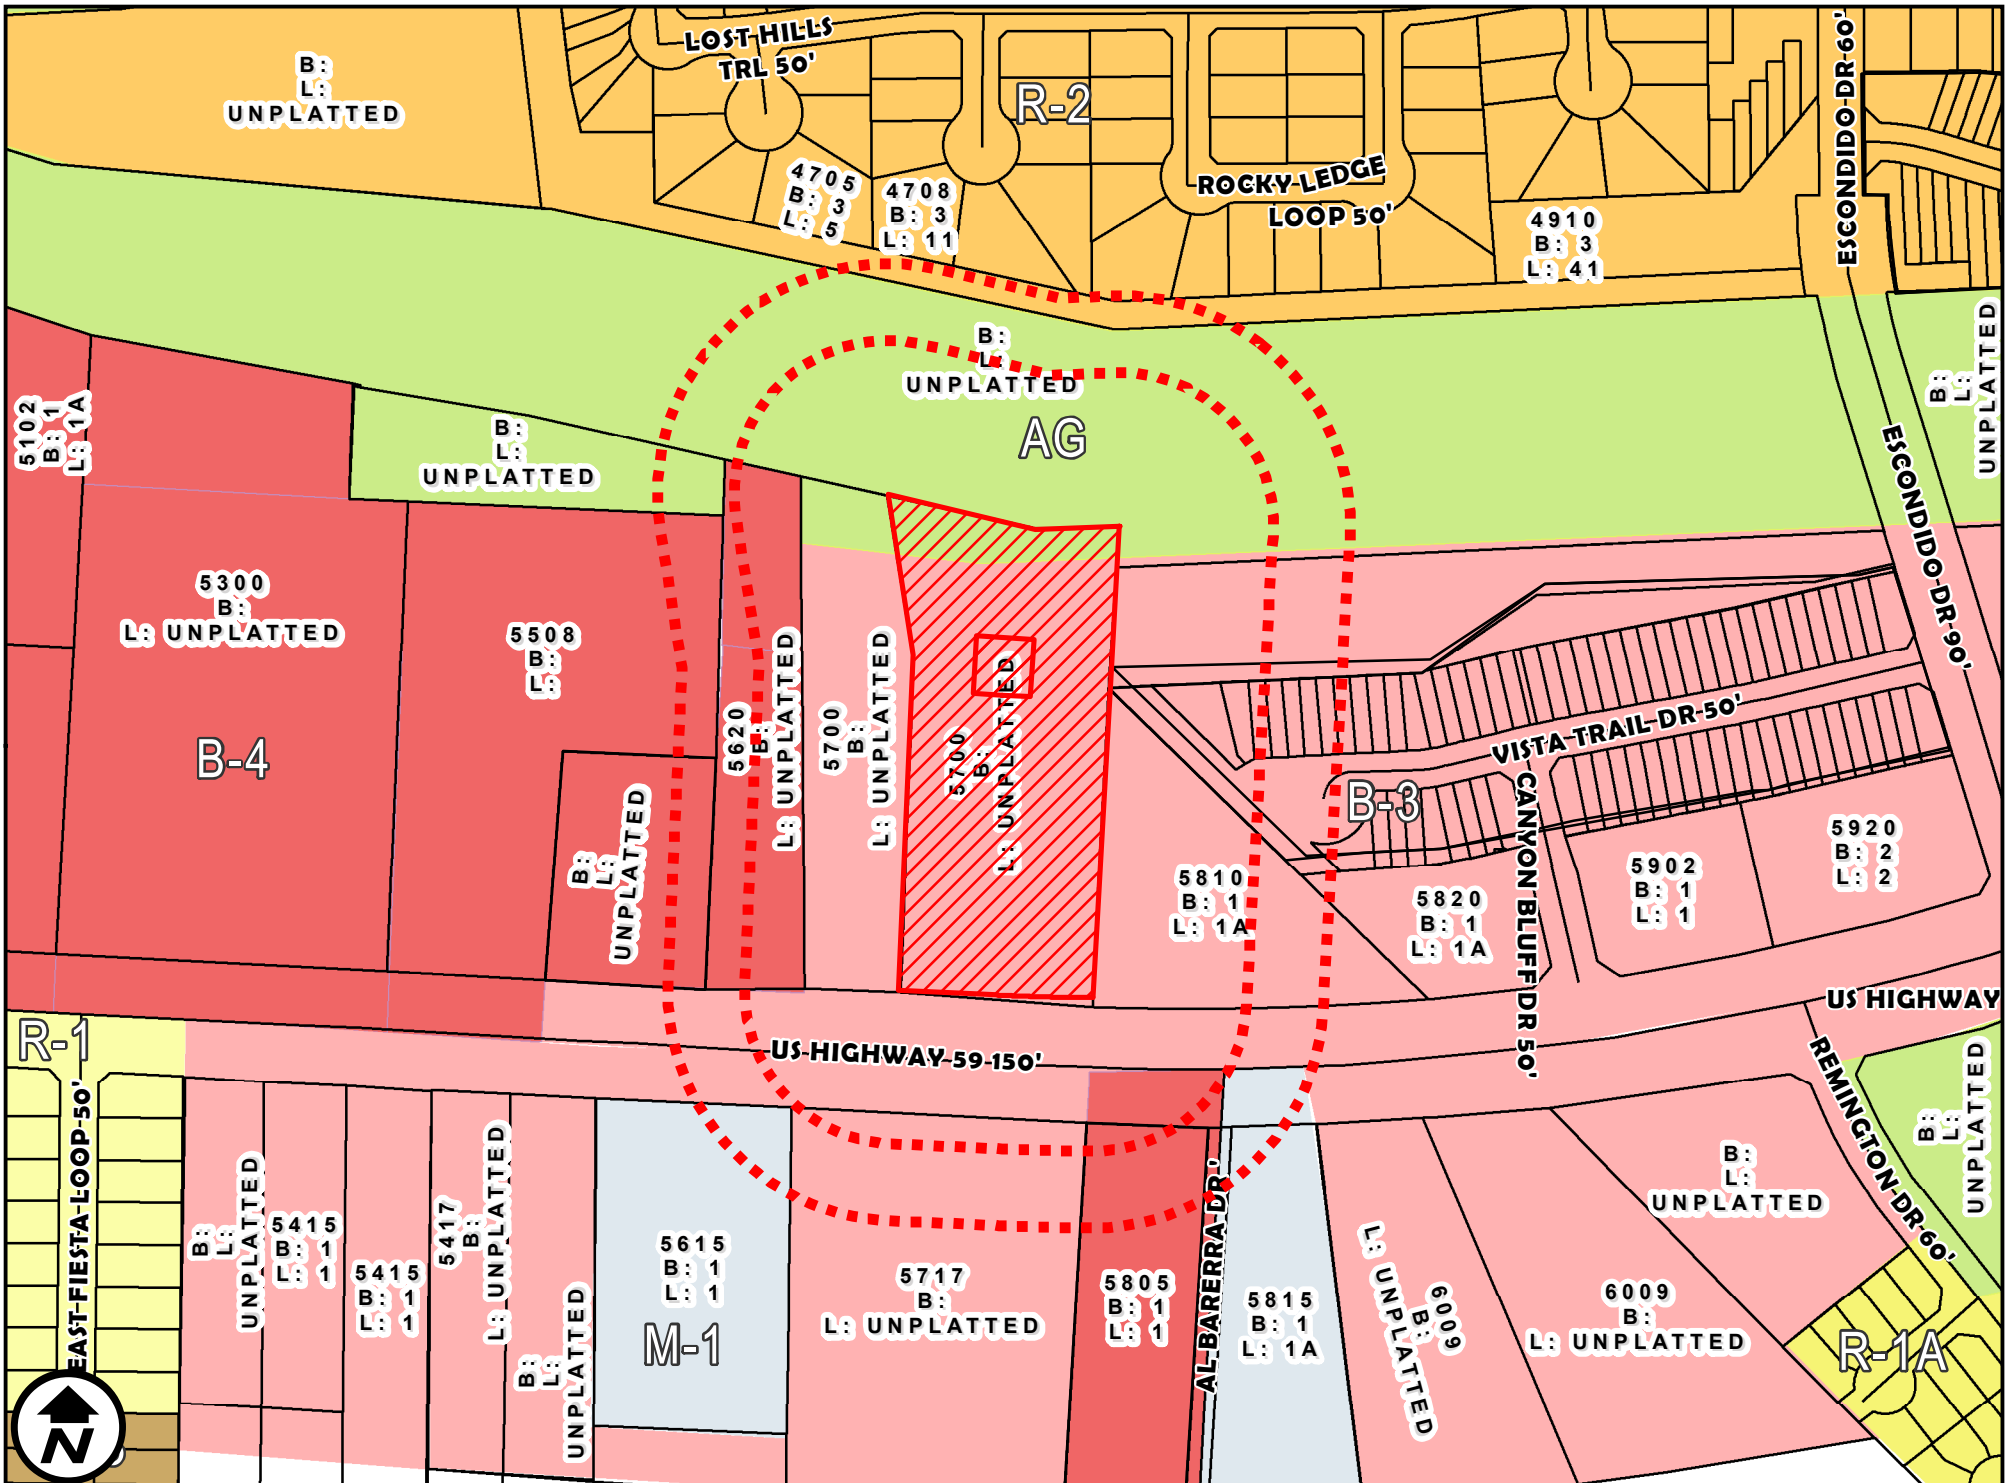 LOST HILLS
TRL 50'
B:
L:
UNPLATTED
R-2
ESCONDIDO DR 60'
4705
B: 3
L: 5
4708
B: 3
L: 11
ROCKY LEDGE
LOOP 50'
4910
B: 3
L: 41
B:
L:
UNPLATTED
AG
B:
L:
UNPLATTED
5102
B: 1
L: 1A
B:
L:
UNPLATTED
ESCONDIDO DR 90'
5300
B:
L: UNPLATTED
5508
B:
L:
B-4
5620
B:
L: UNPLATTED
5700
B:
L: UNPLATTED
5700
B:
L: UNPLATTED
B:
L:
UNPLATTED
VISTA TRAIL DR 50'
B-3
CANYON BLUFF DR 50'
5810
B: 1
L: 1A
5820
B: 1
L: 1A
5902
B: 1
L: 1
5920
B: 2
L: 2
US HIGHWAY
US HIGHWAY 59 150'
R-1
EAST FIESTA LOOP 50'
REMINGTON DR 60'
B:
L:
UNPLATTED
B:
L:
UNPLATTED
5415
B: 1
L: 1
5415
B: 1
L: 1
5417
B:
L: UNPLATTED
B:
L:
UNPLATTED
5615
B: 1
L: 1
M-1
5717
B:
L: UNPLATTED
5805
B: 1
L: 1
AL BARRERA DR '
5815
B: 1
L: 1A
6009
B:
L: UNPLATTED
6009
B:
L: UNPLATTED
B:
L:
UNPLATTED
R-1A
N